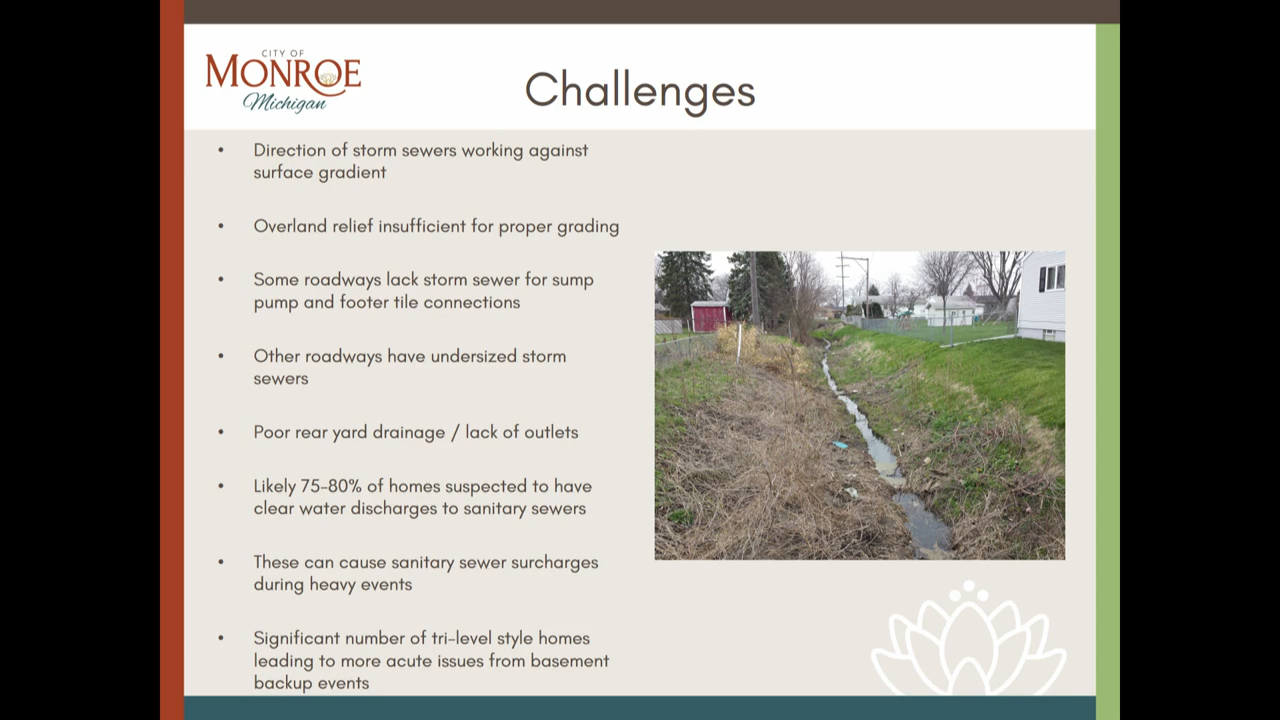 CITY OF
MONROE
Michigan
Challenges
• Direction of storm sewers working against
surface gradient
• Overland relief insufficient for proper grading
• Some roadways lack storm sewer for sump
pump and footer tile connections
• Other roadways have undersized storm
sewers
• Poor rear yard drainage / lack of outlets
• Likely 75-80% of homes suspected to have
clear water discharges to sanitary sewers
• These can cause sanitary sewer surcharges
during heavy events
• Significant number of tri-level style homes
leading to more acute issues from basement
backup events